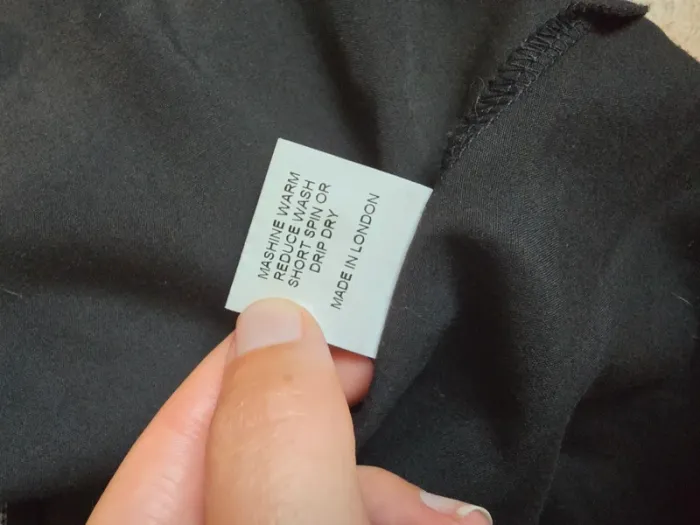 MASHINE WARM
REDUCE WASH
SHORT SPIN OR
DRIP DRY
MADE IN LONDON